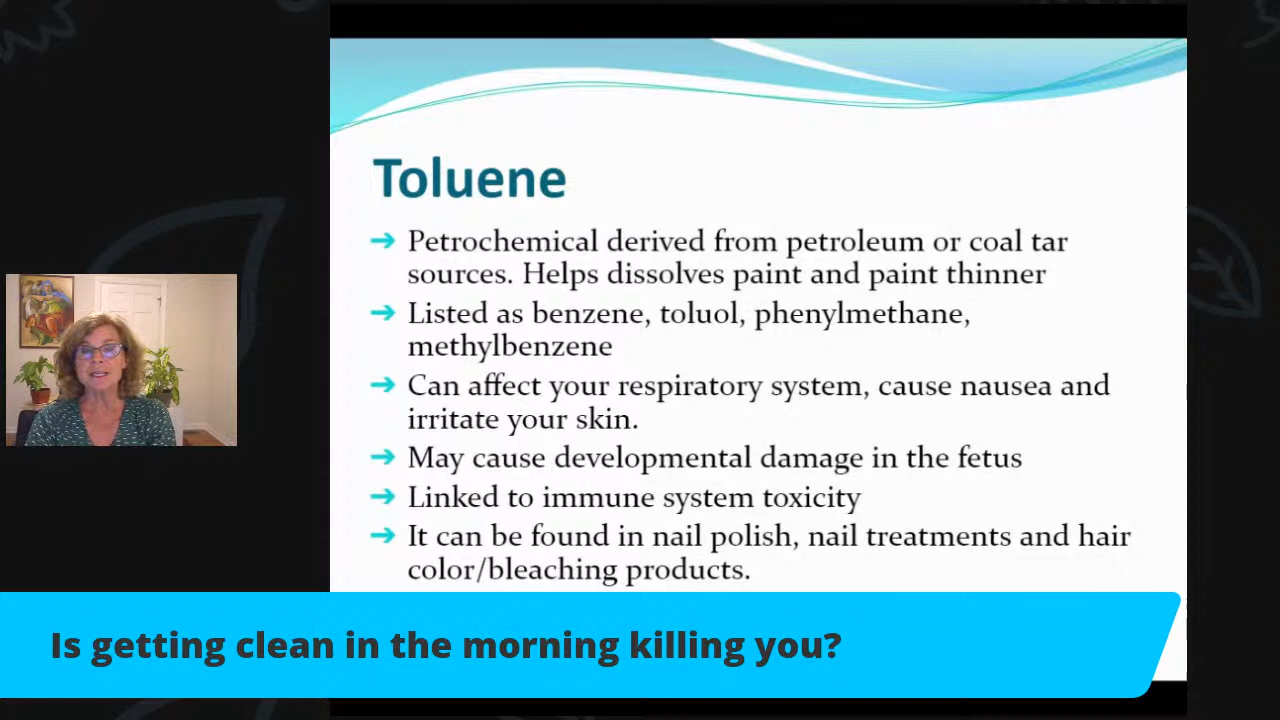 Toluene
➔ Petrochemical derived from petroleum or coal tar
sources. Helps dissolves paint and paint thinner
➔ Listed as benzene, toluol, phenylmethane,
methylbenzene
➔ Can affect your respiratory system, cause nausea and
irritate your skin.
➔ May cause developmental damage in the fetus
➔ Linked to immune system toxicity
➔ It can be found in nail polish, nail treatments and hair
color/bleaching products.
Is getting clean in the morning killing you?